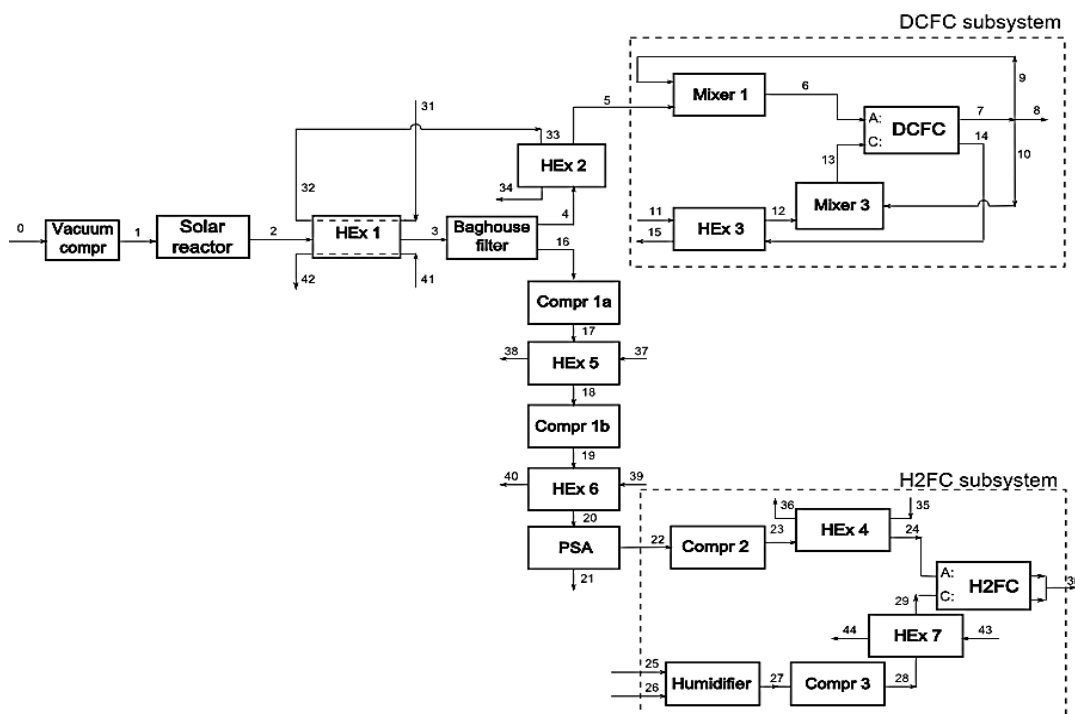 DCFC subsystem
9
31
5
Mixer 1
6
7
8
A:
C:
DCFC
14
33
HEx 2
13
10
32
34
4
Mixer 3
11
12
0
Vacuum
compr
1
Solar
reactor
2
HEx 1
3
Baghouse
filter
16
HEx 3
15
42
41
Compr 1a
17
38
HEx 5
37
18
Compr 1b
19
40
HEx 6
39
H2FC subsystem
20
36
35
PSA
22
Compr 2
23
HEx 4
24
21
A:
C:
H2FC
29
44
HEx 7
43
25
26
Humidifier
27
Compr 3
28